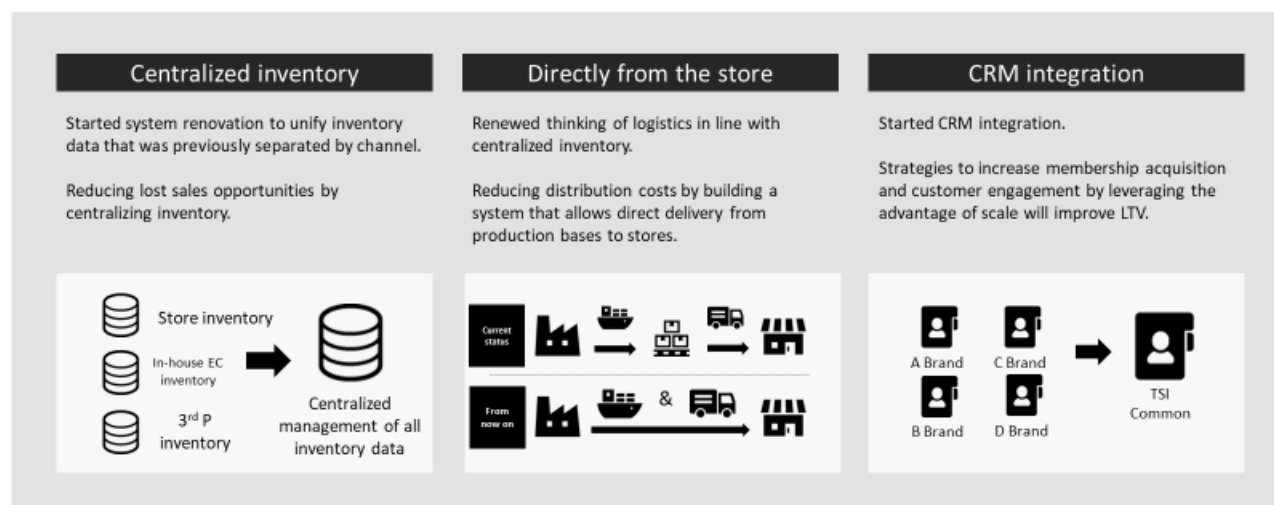 Centralized inventory
Started system renovation to unify inventory
data that was previously separated by channel.
Reducing lost sales opportunities by
centralizing inventory.
Store inventory
In-house EC
inventory
3rd P
inventory
Centralized
management of all
inventory data
Directly from the store
Renewed thinking of logistics in line with
centralized inventory.
Reducing distribution costs by building a
system that allows direct delivery from
production bases to stores.
Current
status
From
now on
&
CRM integration
Started CRM integration.
Strategies to increase membership acquisition
and customer engagement by leveraging the
advantage of scale will improve LTV.
A Brand
C Brand
B Brand
D Brand
TSI
Common